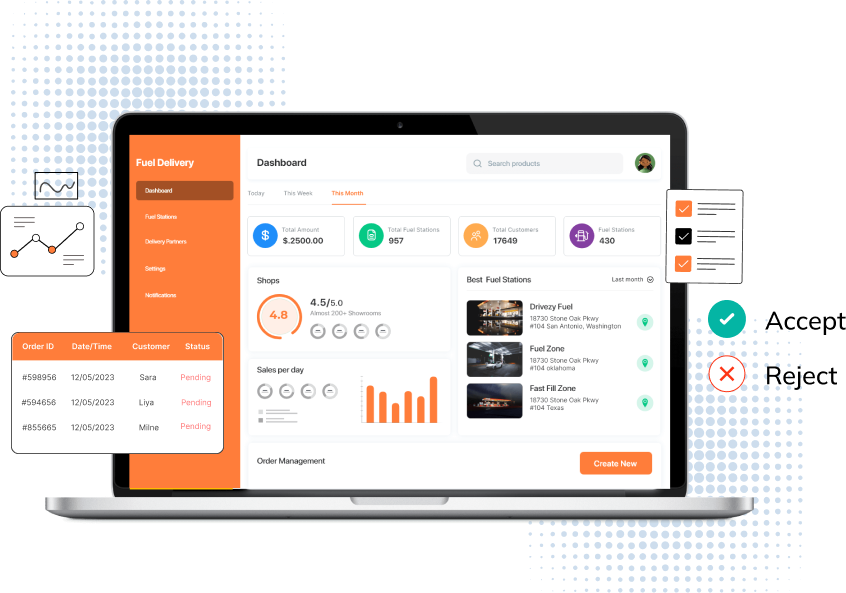 Fuel Delivery
Dashboard
Fuel Stations
Delivery Partners
Settings
Notifications
Dashboard
Search products
Today
This Week
This Month
Total Amount
$.2500.00
Total Fuel Stations
957
Total Customers
17649
Fuel Stations
430
Shops
4.8
4.5/5.0
Almost 200+ Showrooms
Best Fuel Stations
Last month
Drivezy Fuel
18730 Stone Oak Pkwy
#104 San Antonio, Washington
Fuel Zone
18730 Stone Oak Pkwy
#104 oklahoma
Fast Fill Zone
18730 Stone Oak Pkwy
#104 Texas
Sales per day
Order Management
Create New
Order ID Date/Time Customer Status
#598956 12/05/2023 Sara Pending
#594656 12/05/2023 Liya Pending
#855665 12/05/2023 Milne Pending
Accept
Reject